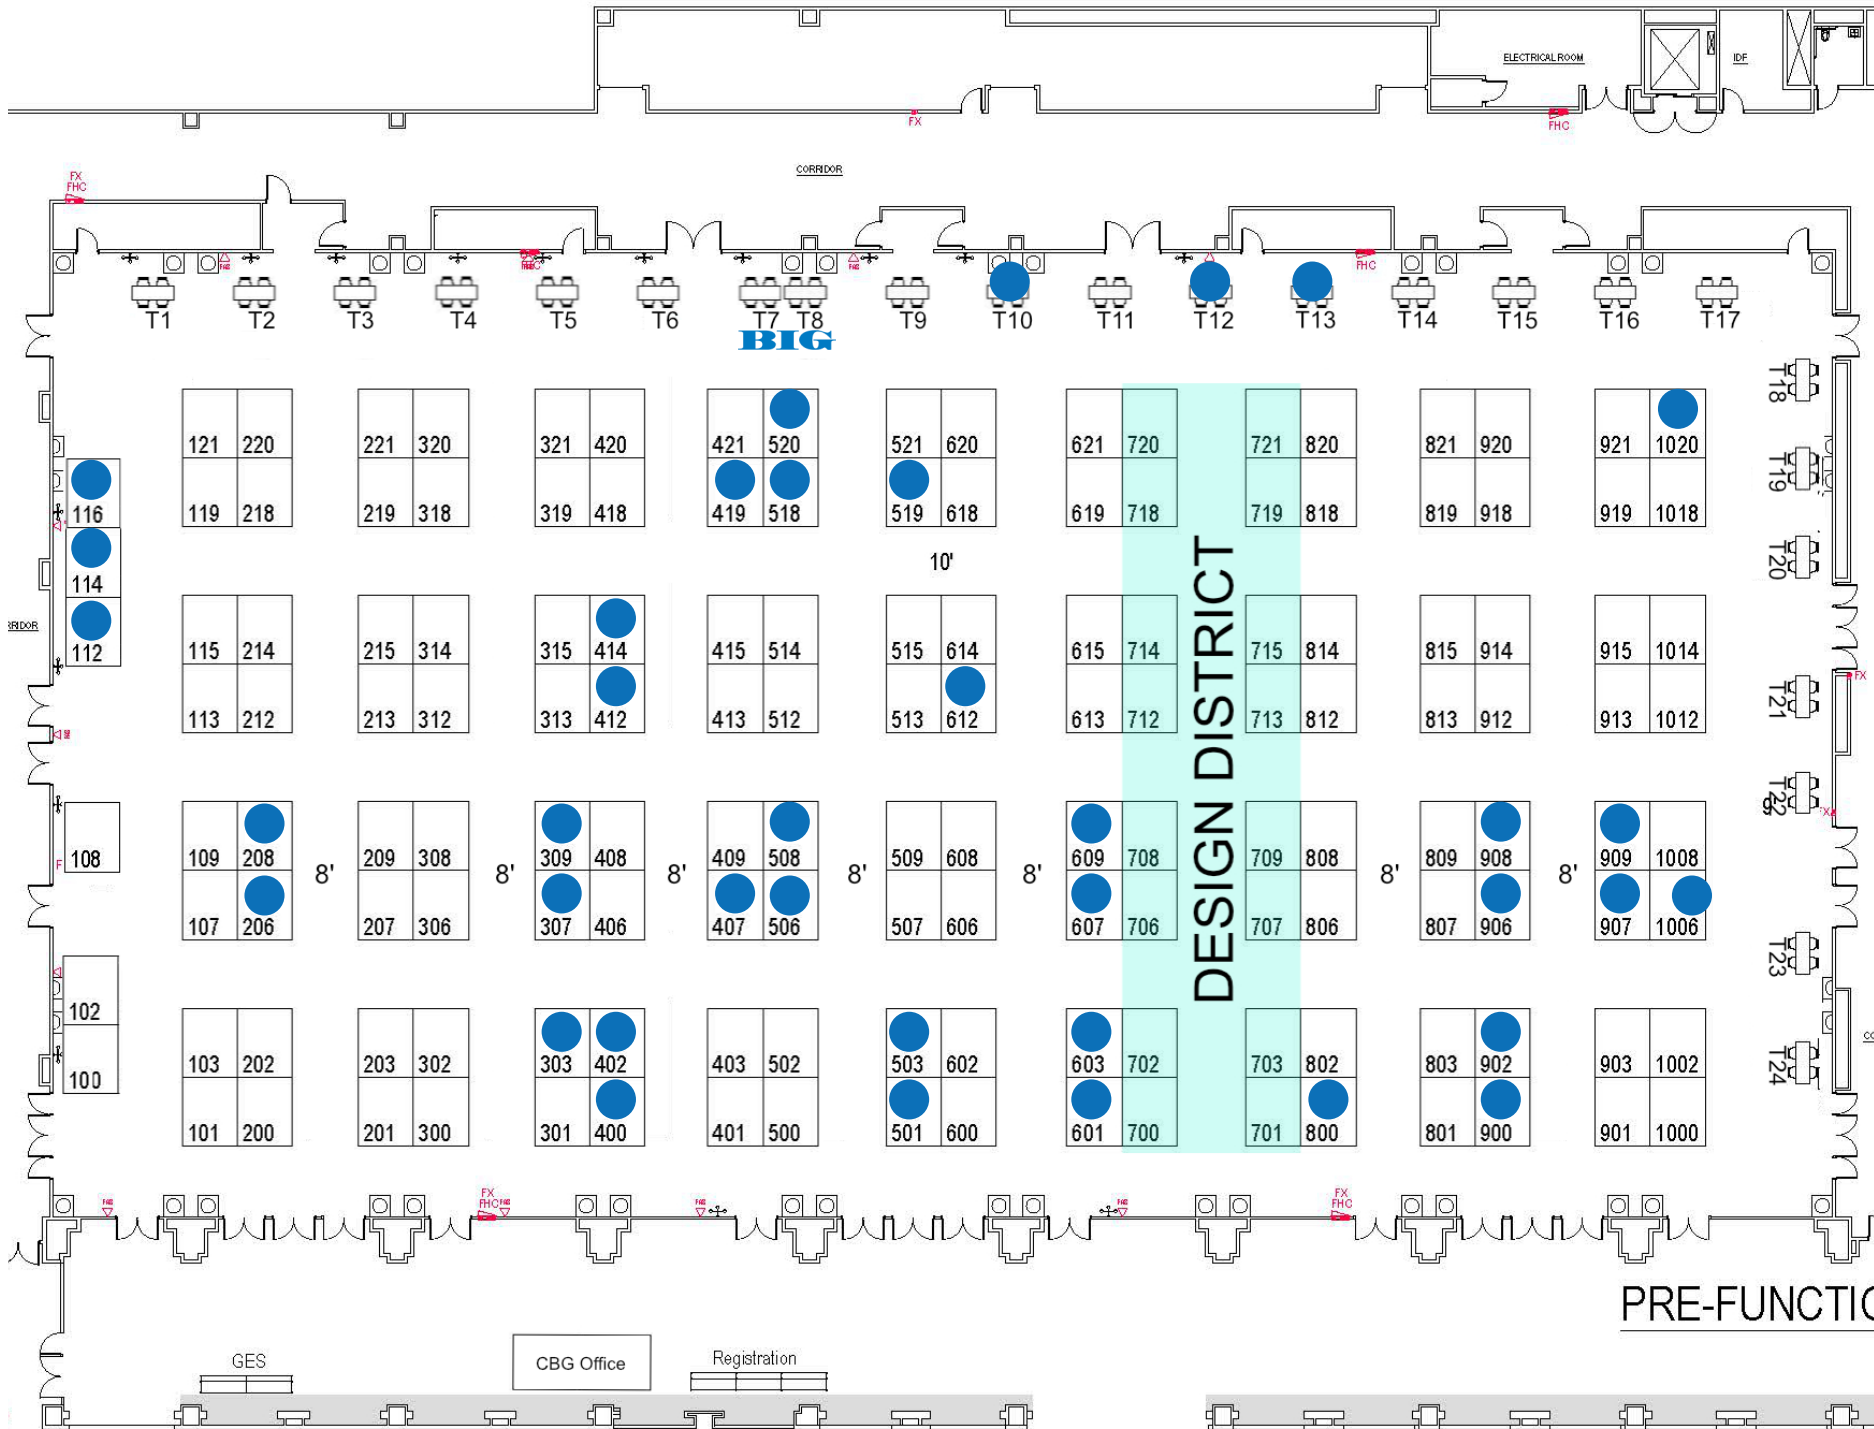 ELECTRICAL ROOM
IDF
FX
FHC
CORRIDOR
FX
FHC
FHC
FHC
T1 T2 T3 T4 T5 T6 T7 T8 T9 T10 T11 T12 T13 T14 T15 T16 T17
BIG
T18
T19
T20
T21
T22
T23
T24
121 220 221 320 321 420 421 520 521 620 621 720 721 820 821 920 921 1020
116 119 218 219 318 319 418 419 518 519 618 619 718 719 818 819 918 919 1018
10'
114
RRIDOR
112 115 214 215 314 315 414 415 514 515 614 615 714 715 814 815 914 915 1014
113 212 213 312 313 412 413 512 513 612 613 712 713 812 813 912 913 1012
FX
DESIGN DISTRICT
108 109 208 209 308 309 408 409 508 509 608 609 708 709 808 809 908 909 1008
F
8' 8' 8' 8' 8' 8' 8'
107 206 207 306 307 406 407 506 507 606 607 706 707 806 807 906 907 1006
102
103 202 203 302 303 402 403 502 503 602 603 702 703 802 803 902 903 1002
100
101 200 201 300 301 400 401 500 501 600 601 700 701 800 801 900 901 1000
FX
FHC
FX
FHC
PRE-FUNCTIO
GES
CBG Office
Registration